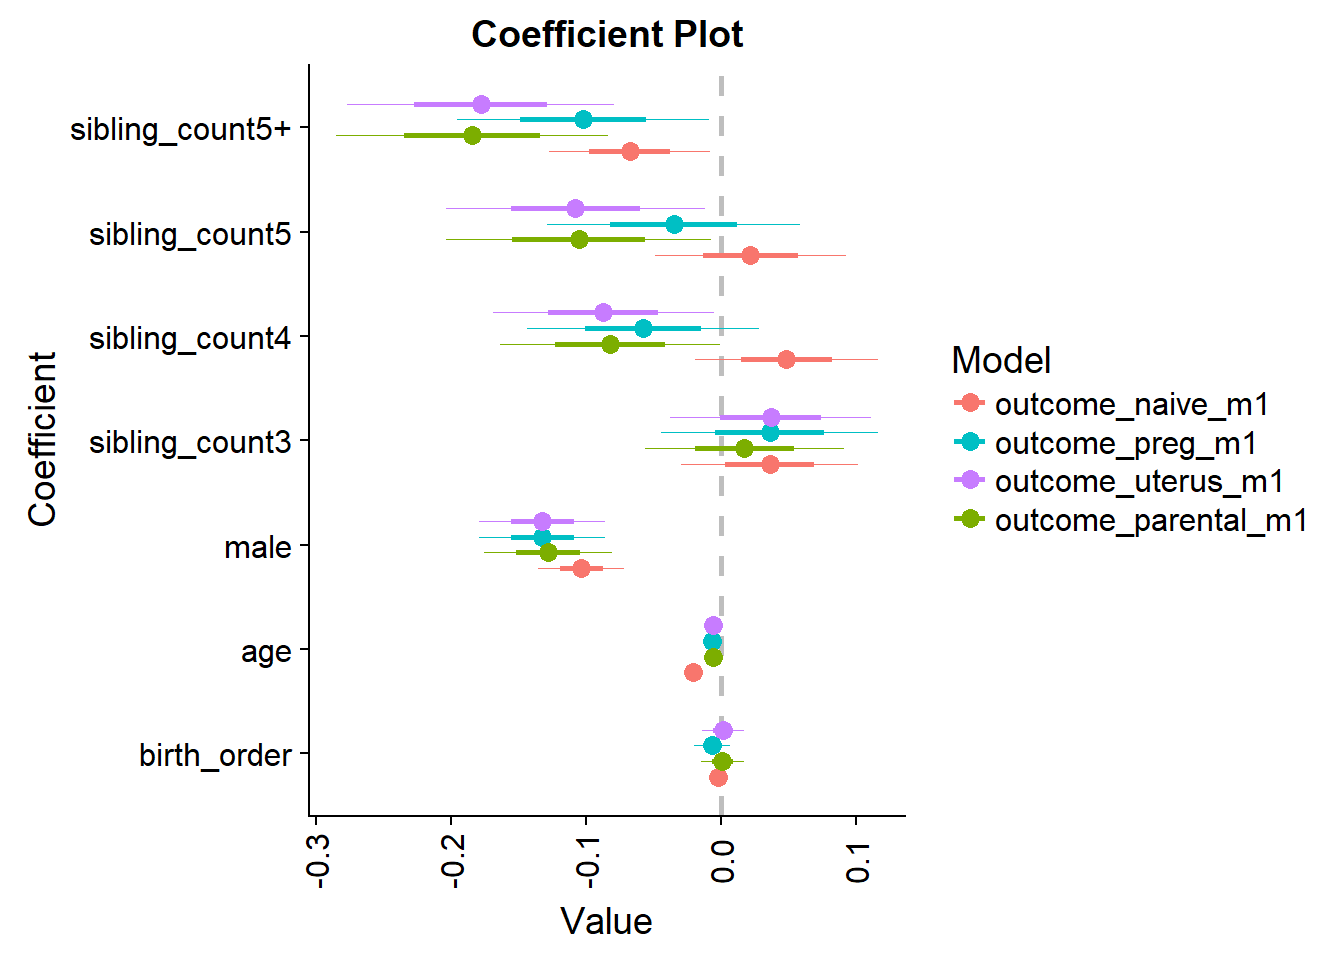 Coefficient Plot
Coefficient
sibling_count5+
sibling_count5
sibling_count4
sibling_count3
male
age
birth_order
-0.3
-0.2
-0.1
0.0
0.1
Value
Model
outcome_naive_m1
outcome_preg_m1
outcome_uterus_m1
outcome_parental_m1